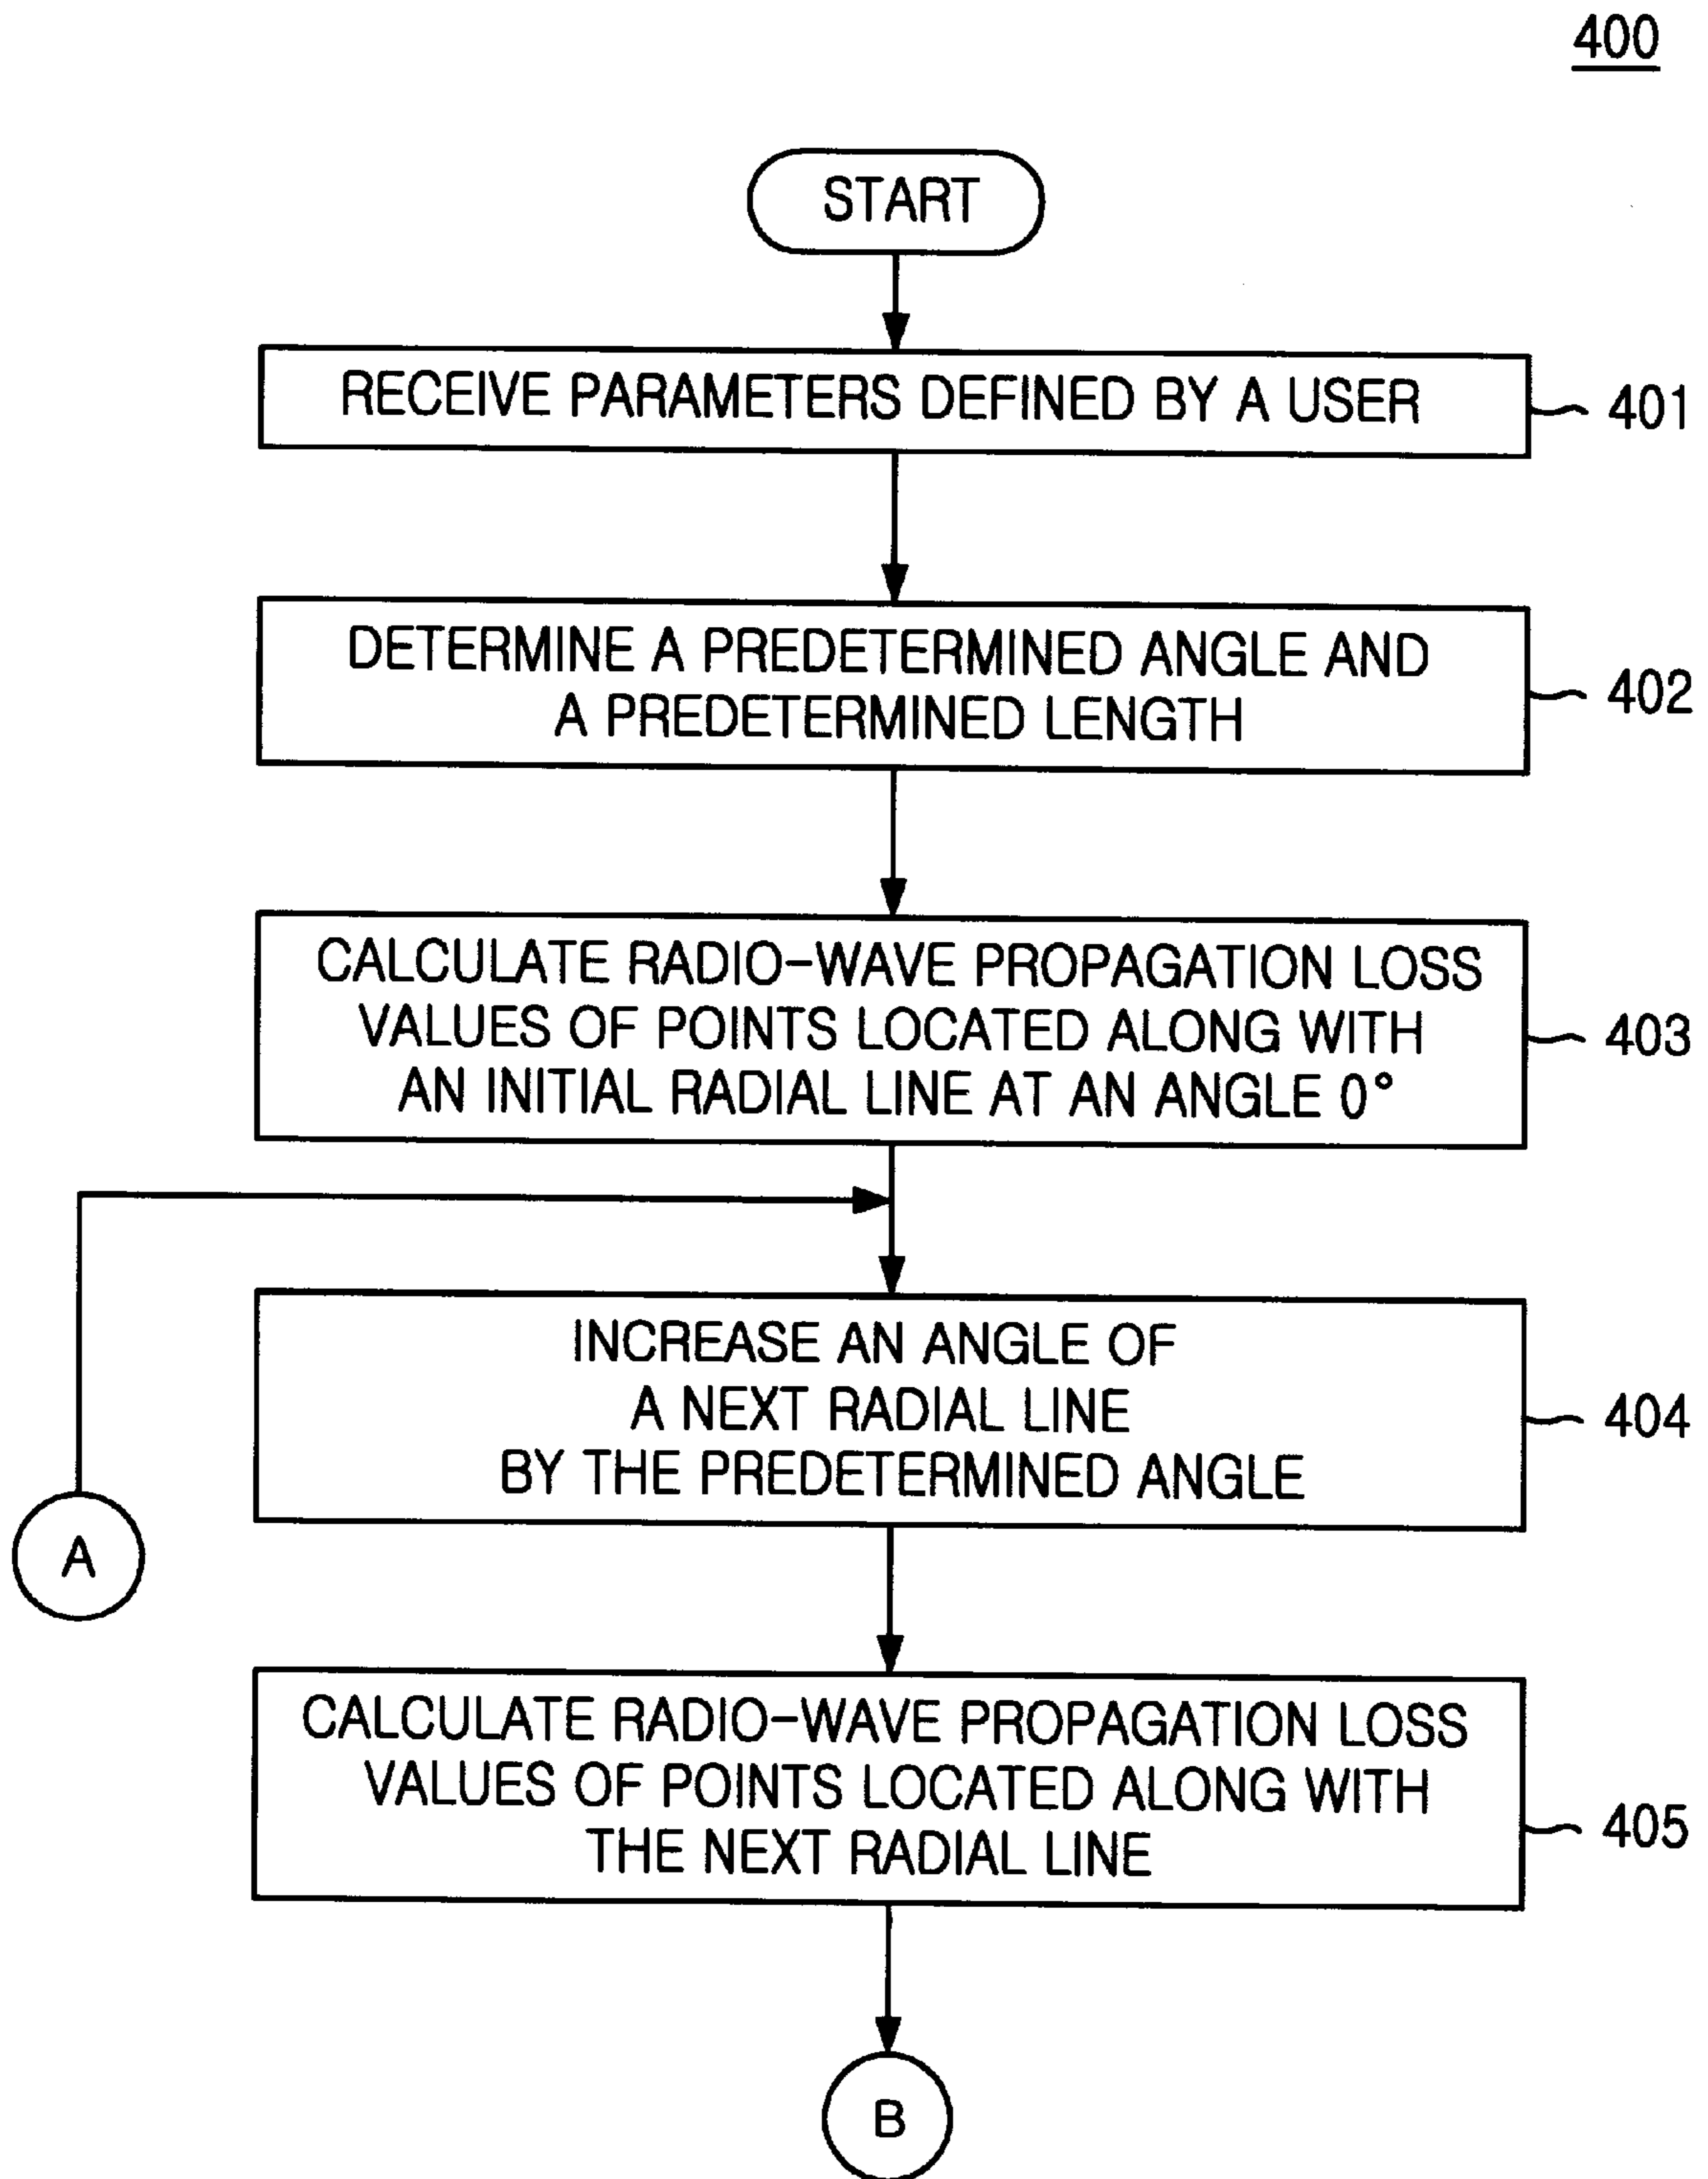 400
START
RECEIVE PARAMETERS DEFINED BY A USER
401
DETERMINE A PREDETERMINED ANGLE AND
A PREDETERMINED LENGTH
402
CALCULATE RADIO-WAVE PROPAGATION LOSS
VALUES OF POINTS LOCATED ALONG WITH
AN INITIAL RADIAL LINE AT AN ANGLE 0°
403
INCREASE AN ANGLE OF
A NEXT RADIAL LINE
BY THE PREDETERMINED ANGLE
404
A
CALCULATE RADIO-WAVE PROPAGATION LOSS
VALUES OF POINTS LOCATED ALONG WITH
THE NEXT RADIAL LINE
405
B